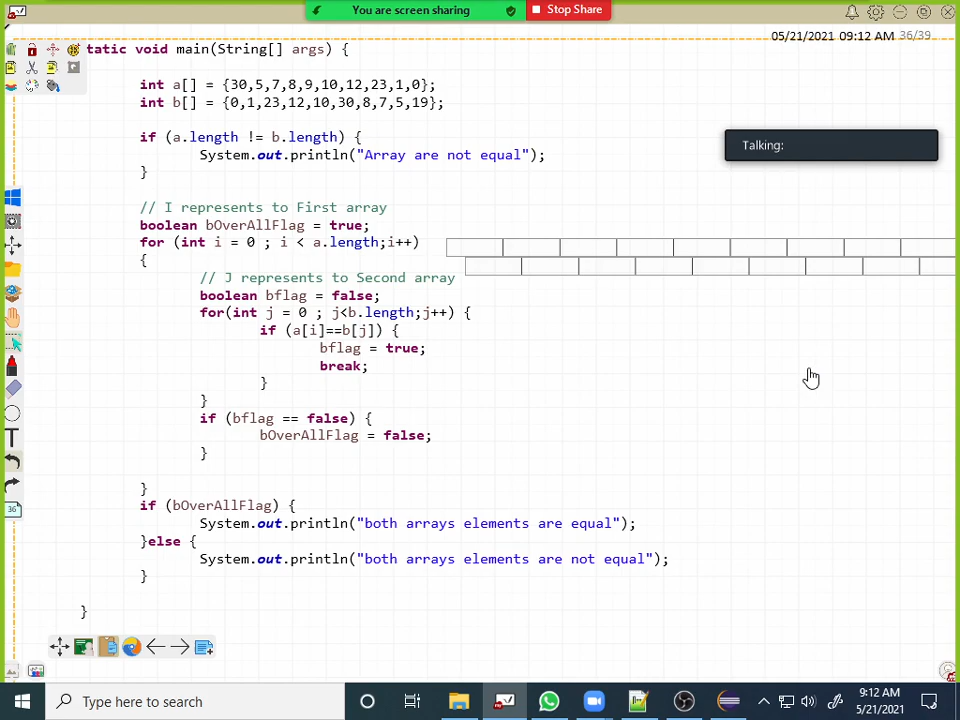 You are screen sharing
Stop Share
05/21/2021 09:12 AM 36/39
tatic void main(String[] args) {
int a[] = {30,5,7,8,9,10,12,23,1,0};
int b[] = {0,1,23,12,10,30,8,7,5,19};
if (a.length != b.length) {
System.out.println("Array are not equal");
}
Talking:
// I represents to First array
boolean bOverAllFlag = true;
for (int i = 0 ; i < a.length;i++)
{
// J represents to Second array
boolean bflag = false;
for(int j = 0 ; j<b.length;j++) {
if (a[i]==b[j]) {
bflag = true;
break;
}
}
if (bflag == false) {
bOverAllFlag = false;
}
}
if (bOverAllFlag) {
System.out.println("both arrays elements are equal");
}else {
System.out.println("both arrays elements are not equal");
}
}
T
36
Type here to search
9:12 AM
5/21/2021